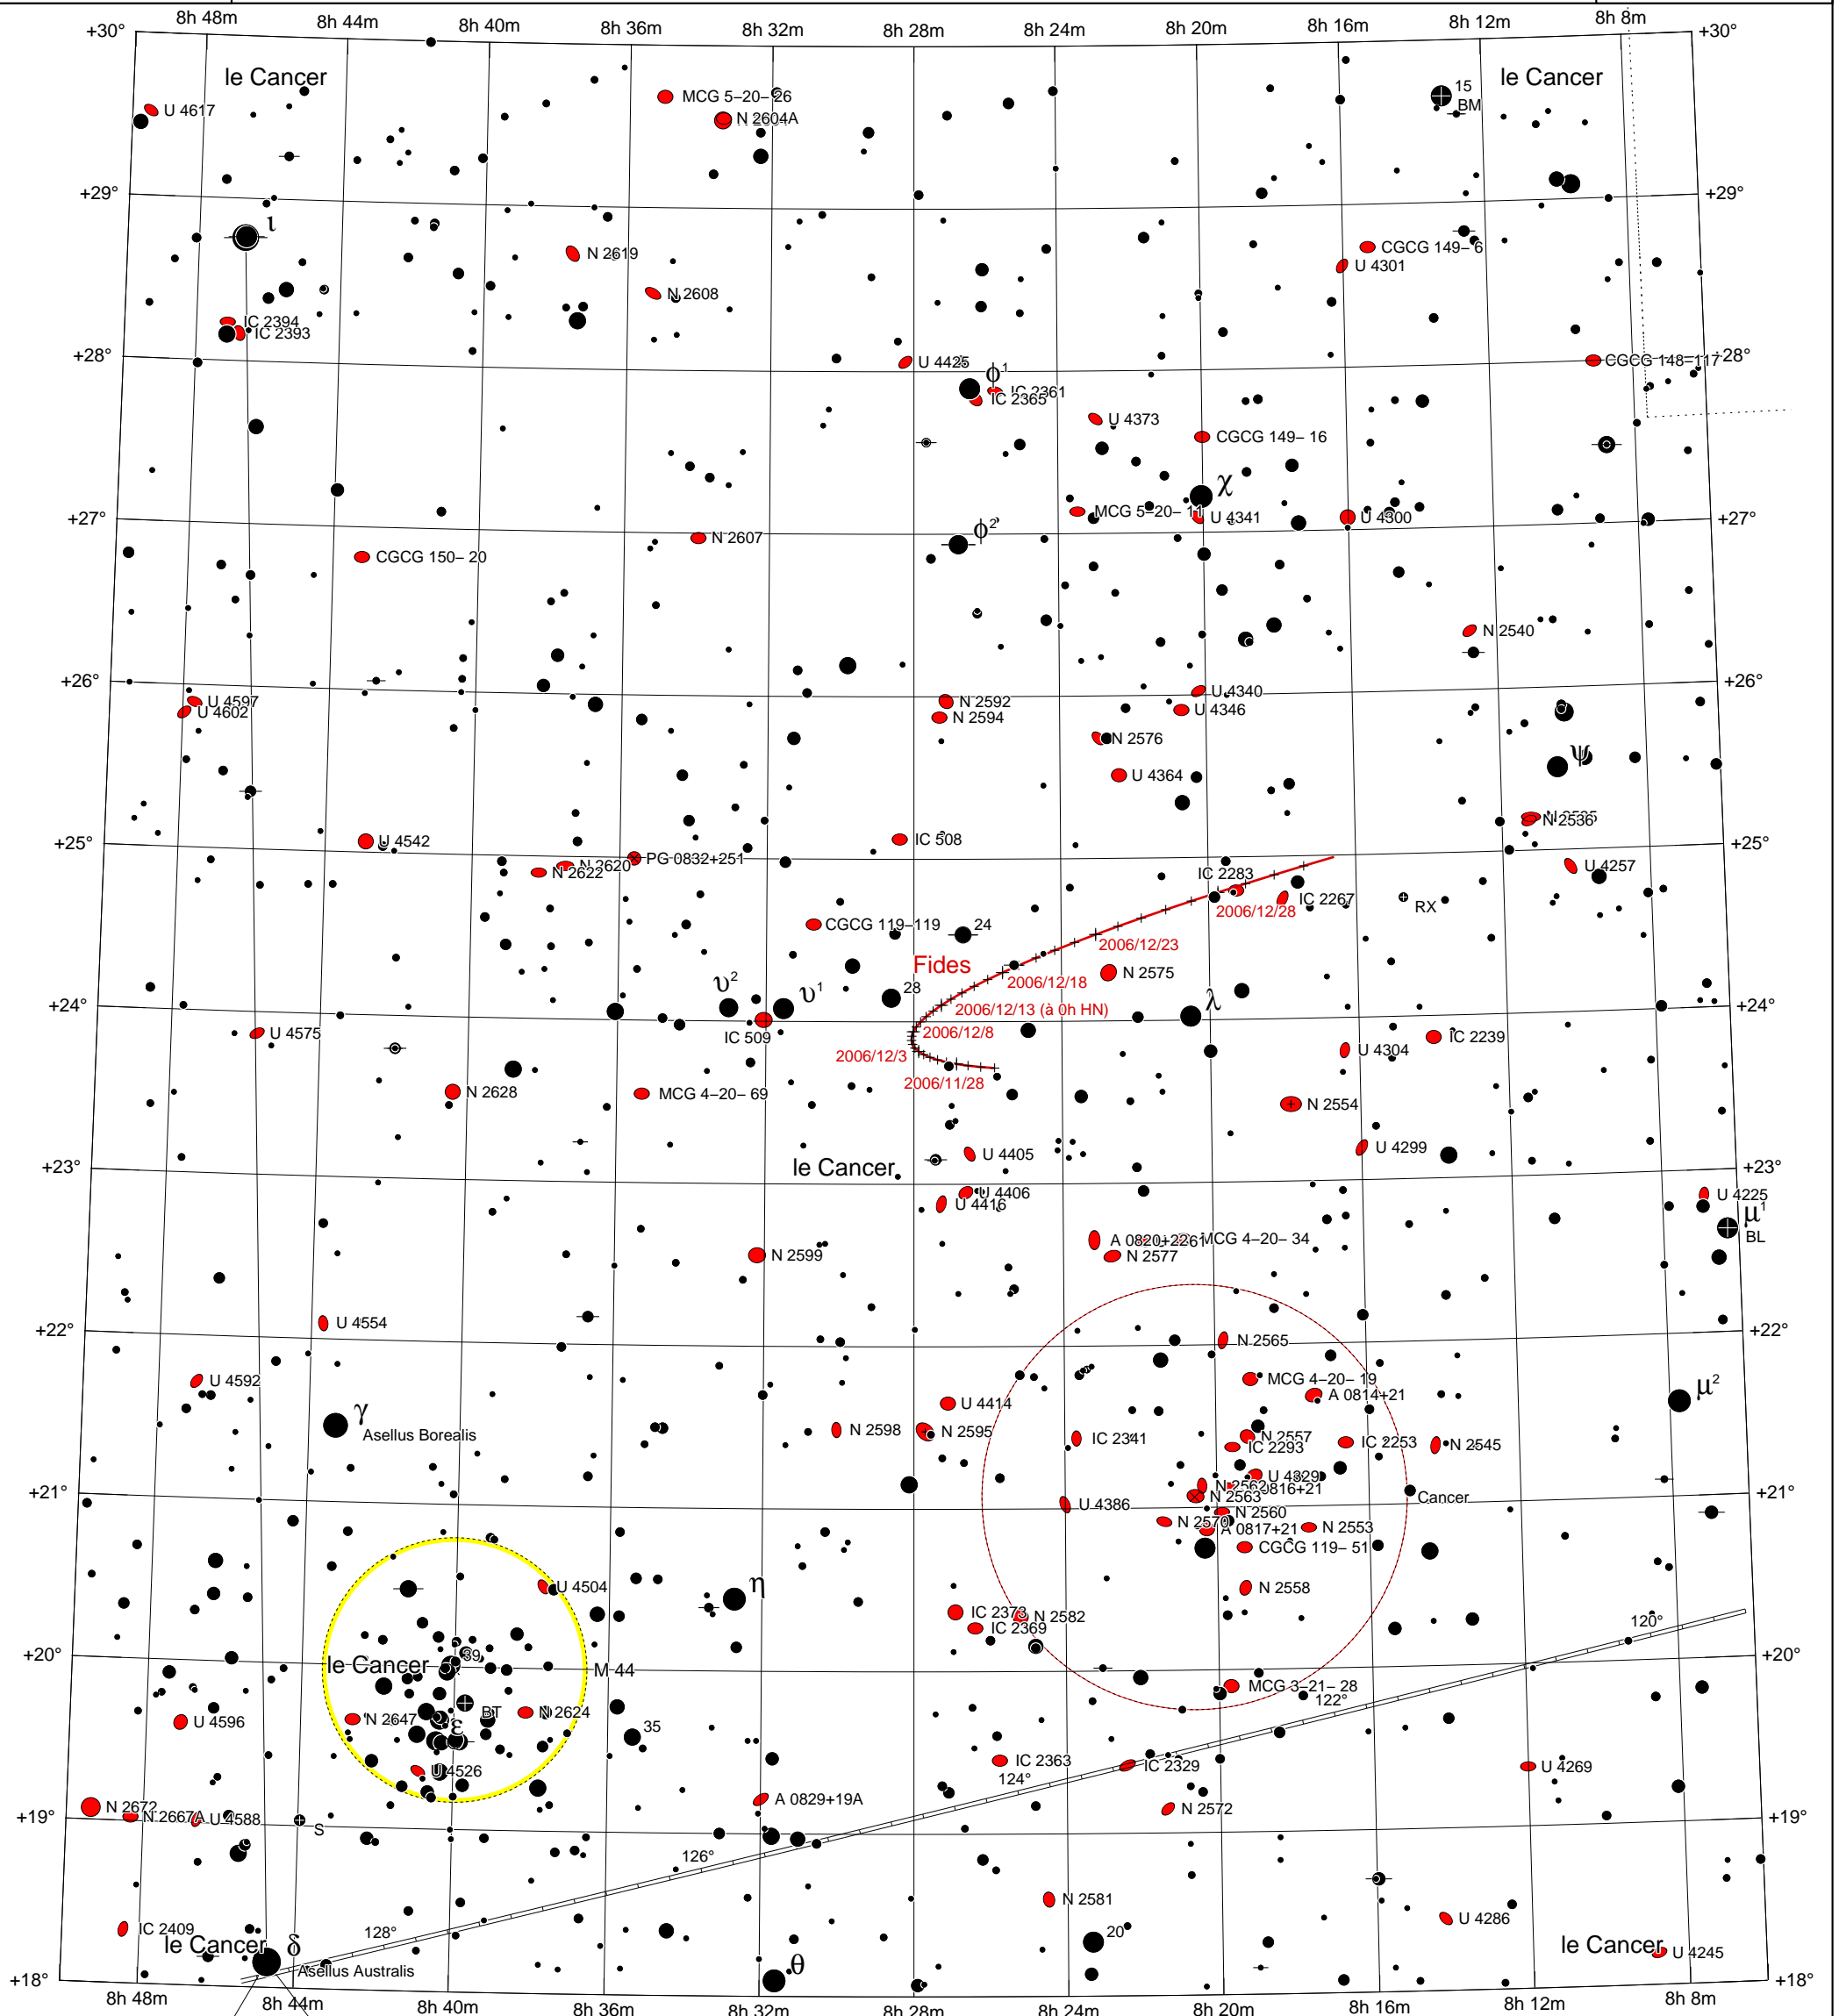 8h 48m 8h 44m 8h 40m 8h 36m 8h 32m 8h 28m 8h 24m 8h 20m 8h 16m 8h 12m 8h 8m
+30° +30°
le Cancer le Cancer
15
BM
MCG 5–20–26
U 4617
N 2604A
+29° +29°
ι
CGCG 149–6
N 2619
U 4301
N 2608
IC 2394
IC 2393
+28° +28°
CGCG 148–117
U 4425
ϕ1
IC 2361
IC 2365
U 4373
CGCG 149–16
χ
MCG 5–20–11
U 4341
U 4300
+27° +27°
ϕ2
N 2607
CGCG 150–20
N 2540
+26° +26°
U 4340
U 4597
N 2592
U 4346
U 4602
N 2594
N 2576
ψ
U 4364
N 2536
+25° +25°
U 4542
IC 508
PG 0832+251
N 2620
N 2622
U 4257
IC 2283
IC 2267
RX
2006/12/28
CGCG 119–119
24
2006/12/23
Fides
N 2575
2006/12/18
28
υ2
υ1
2006/12/13 (à 0h HN)
λ
+24° +24°
2006/12/8
IC 509
U 4575
IC 2239
2006/12/3
U 4304
2006/11/28
N 2628
MCG 4–20–69
N 2554
U 4299
U 4405
le Cancer
+23° +23°
U 4406
U 4225
U 4416
μ1
BL
A 0820+2261
MCG 4–20–34
N 2599
N 2577
+22° +22°
U 4554
N 2565
U 4592
MCG 4–20–19
μ2
A 0814+21
U 4414
γ
Asellus Borealis
N 2598
N 2595
IC 2341
N 2557
IC 2293
IC 2253
N 2545
U 4329
N 2562
0816+21
N 2563
Cancer
+21° +21°
U 4386
N 2560
N 2570
A 0817+21
N 2553
CGCG 119–51
U 4504
η
N 2558
IC 2373
N 2582
IC 2369
120°
+20° +20°
39
le Cancer
M 44
MCG 3–21–28
122°
BT
N 2624
N 2647
U 4596
ε
35
IC 2363
IC 2329
U 4269
U 4526
124°
A 0829+19A
N 2672
N 2667A
U 4588
N 2572
+19° +19°
S
126°
N 2581
U 4286
IC 2409
128°
20
le Cancer
δ
le Cancer
U 4245
Asellus Australis
θ
+18° +18°
8h 48m 8h 44m 8h 40m 8h 36m 8h 32m 8h 28m 8h 24m 8h 20m 8h 16m 8h 12m 8h 8m